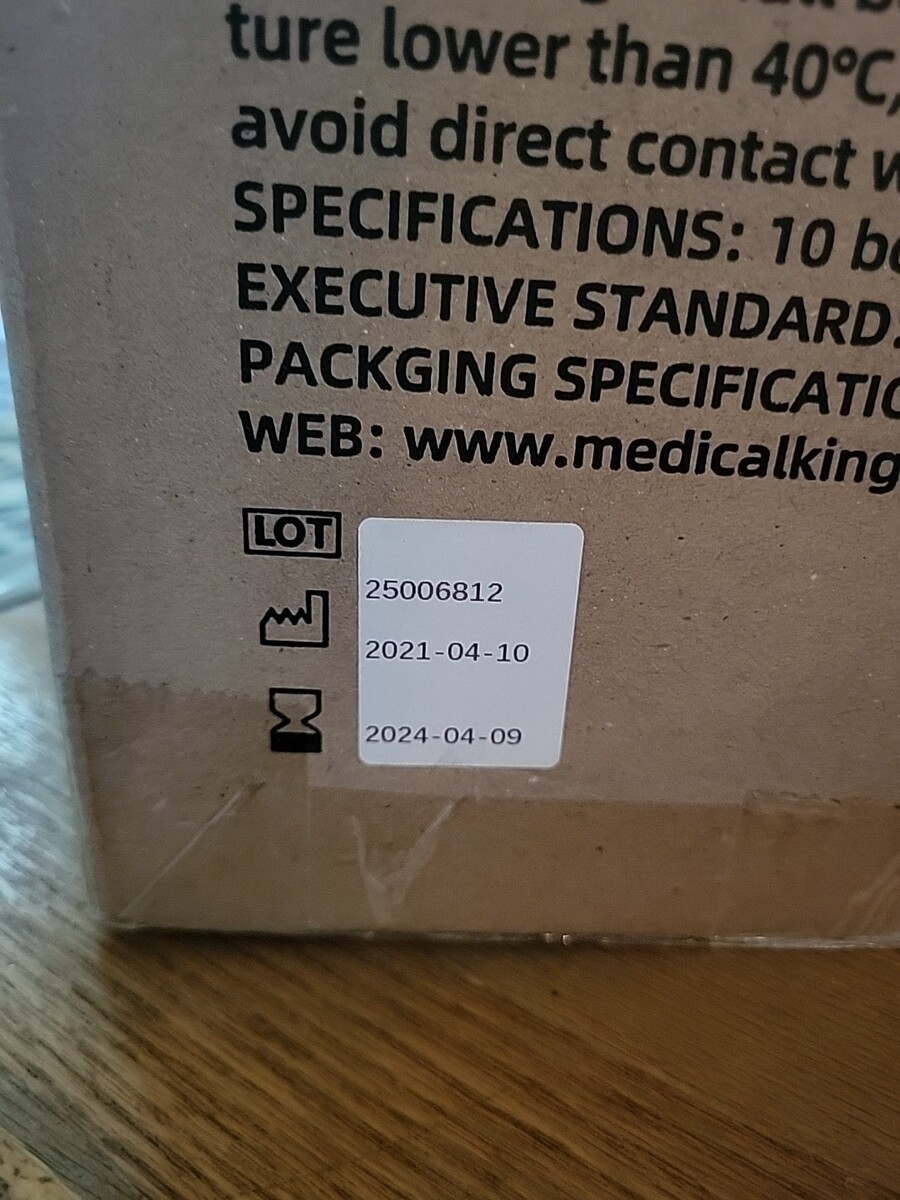 ture lower than 40°C,
avoid direct contact
SPECIFICATIONS: 10
EXECUTIVE STANDARD:
PACKGING
WEB: www.medicalking
LOT
25006812
2021-04-10
2024-04-09